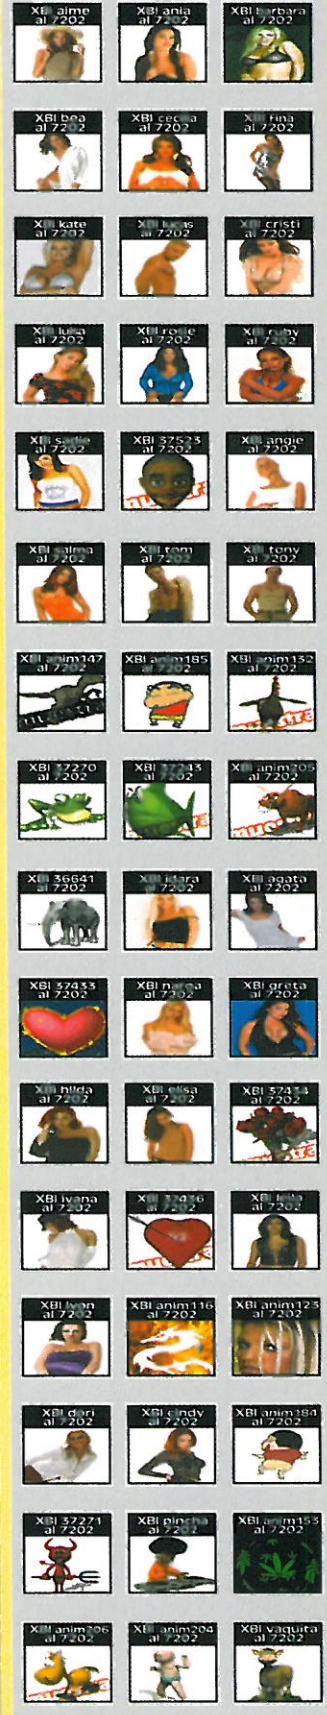 XBI aime
al 7202
XBI ania
al 7202
XBI barbara
al 7202
XBI bea
al 7202
XBI cecilia
al 7202
XBI fina
al 7202
XBI kate
al 7202
XBI lucas
al 7202
XBI cristi
al 7202
XBI luisa
al 7202
XBI rosie
al 7202
XBI ruby
al 7202
XBI sadie
al 7202
XBI 37523
al 7202
XBI angie
al 7202
XBI salma
al 7202
XBI tom
al 7202
XBI tony
al 7202
XBI anim147
al 7202
XBI anim185
al 7202
XBI anim132
al 7202
XBI 37270
al 7202
XBI 37243
al 7202
XBI anim205
al 7202
XBI 36641
al 7202
XBI idara
al 7202
XBI agata
al 7202
XBI 37433
al 7202
XBI
al 7202
XBI greta
al 7202
XBI hilda
al 7202
XBI elisa
al 7202
XBI 37434
al 7202
XBI ivana
al 7202
XBI 37436
al 7202
XBI leila
al 7202
XBI
al 7202
XBI anim116
al 7202
XBI anim123
al 7202
XBI dori
al 7202
XBI cindy
al 7202
XBI anim184
al 7202
XBI 37271
al 7202
XBI pincha
al 7202
XBI anim153
al 7202
XBI anim206
al 7202
XBI anim204
al 7202
XBI vaquita
al 7202